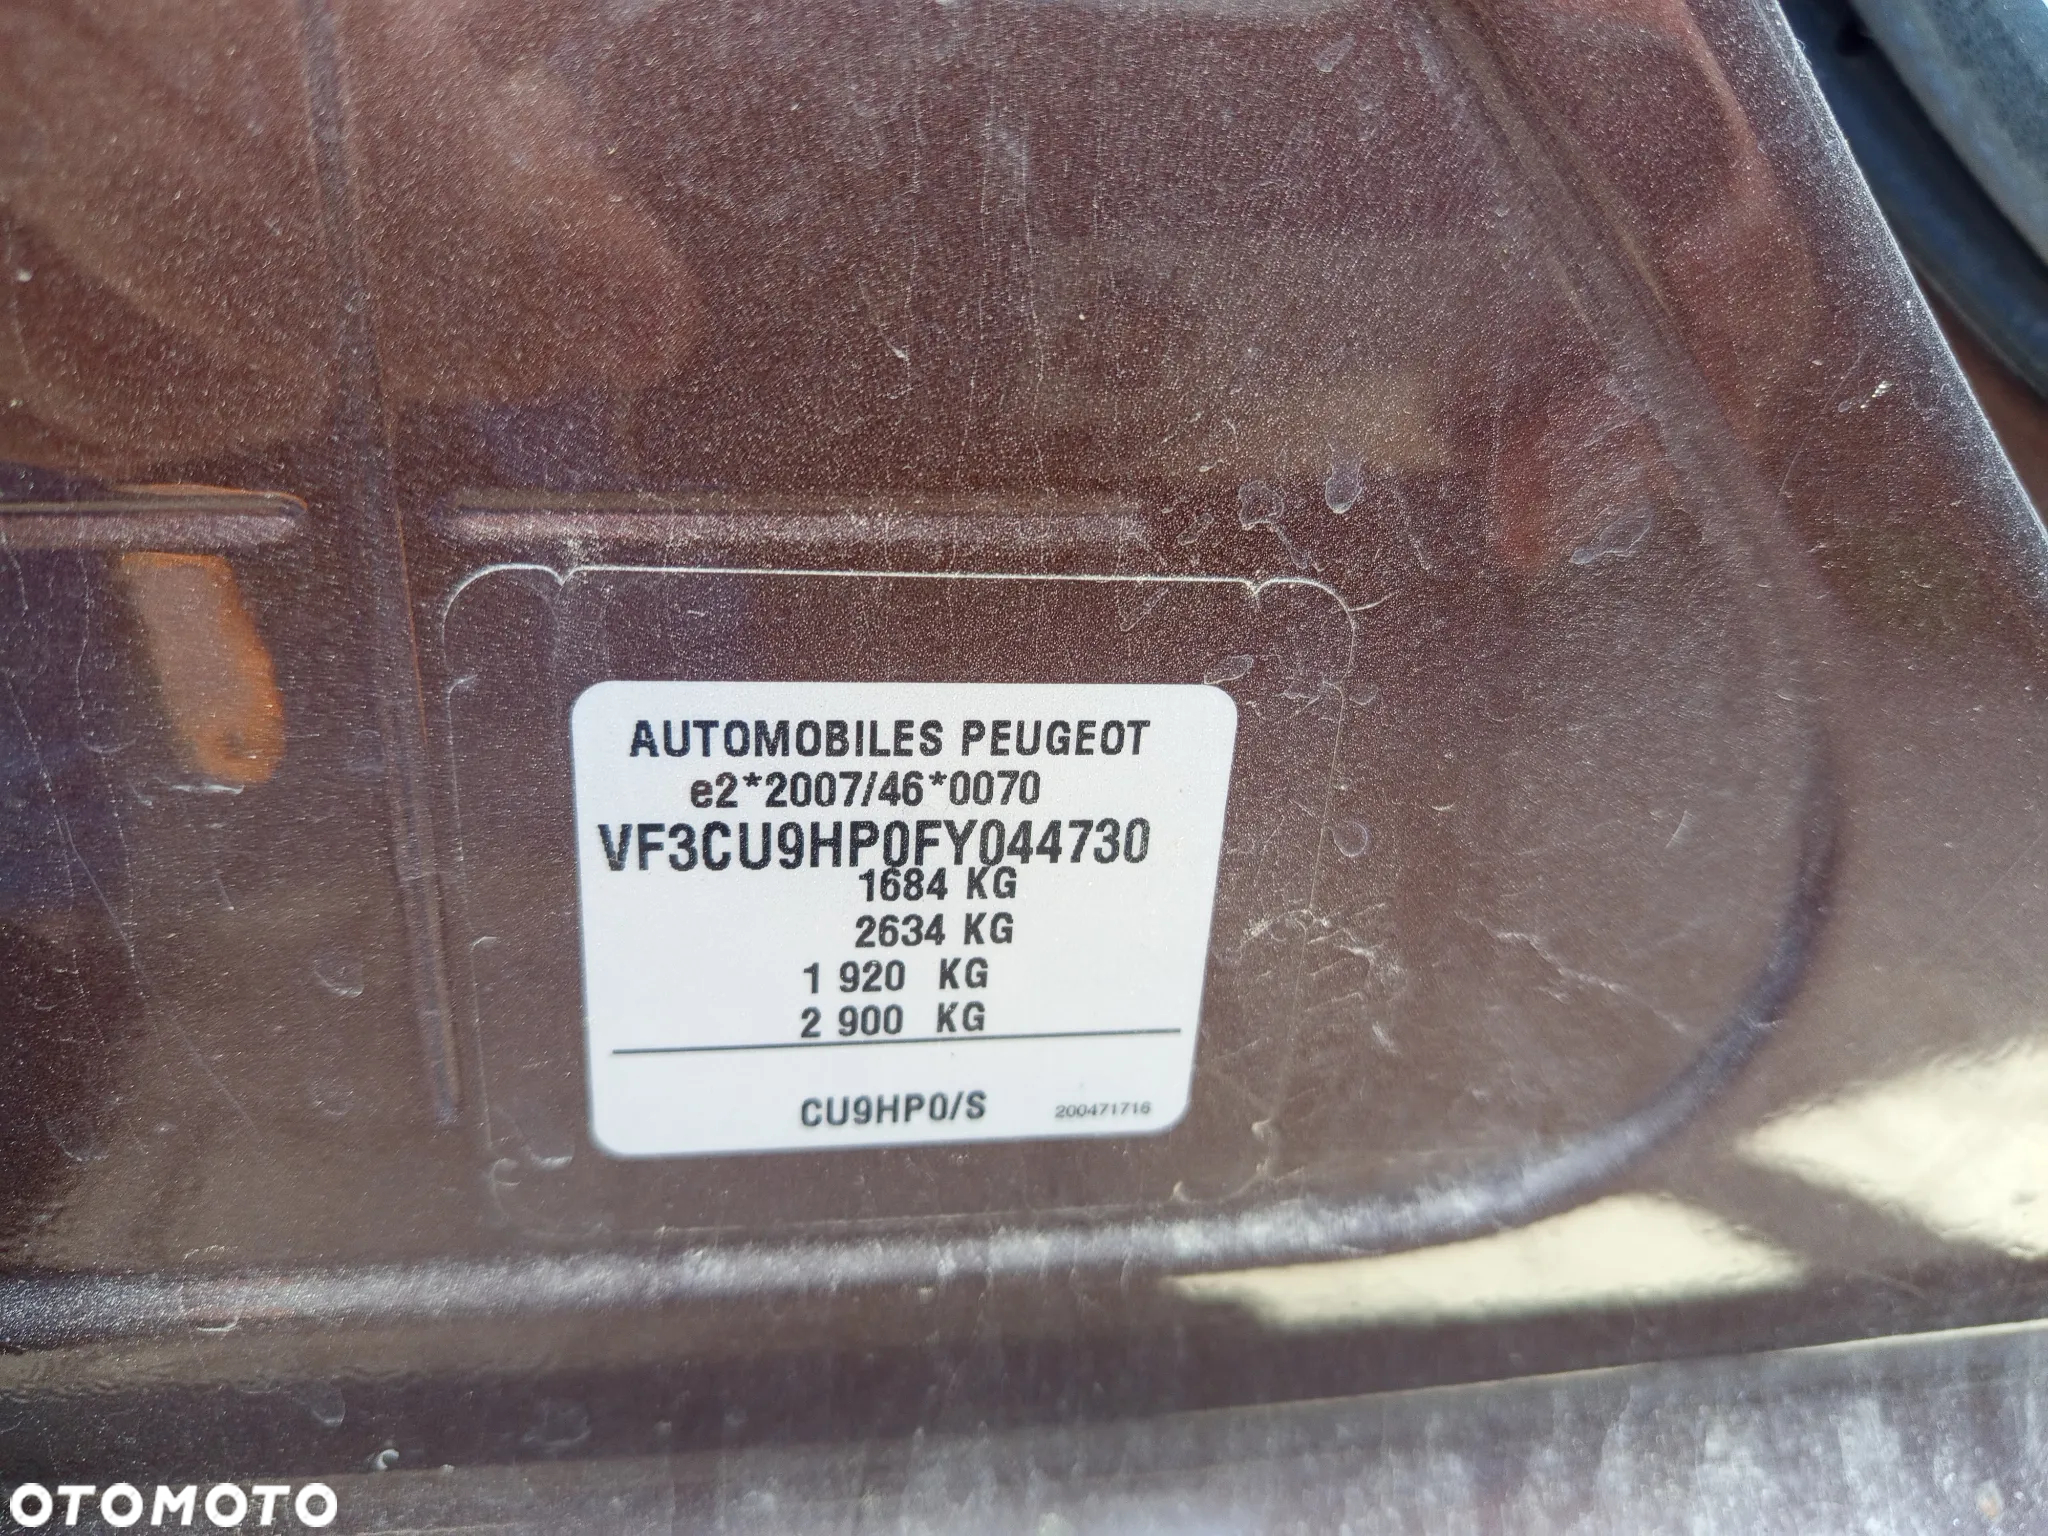 AUTOMOBILES PEUGEOT
e2*2007/46*0070
VF3CU9HP0FY044730
1684 KG
2634 KG
1 920 KG
2 900 KG
CU9HP0/S 200471716
OTOMOTO